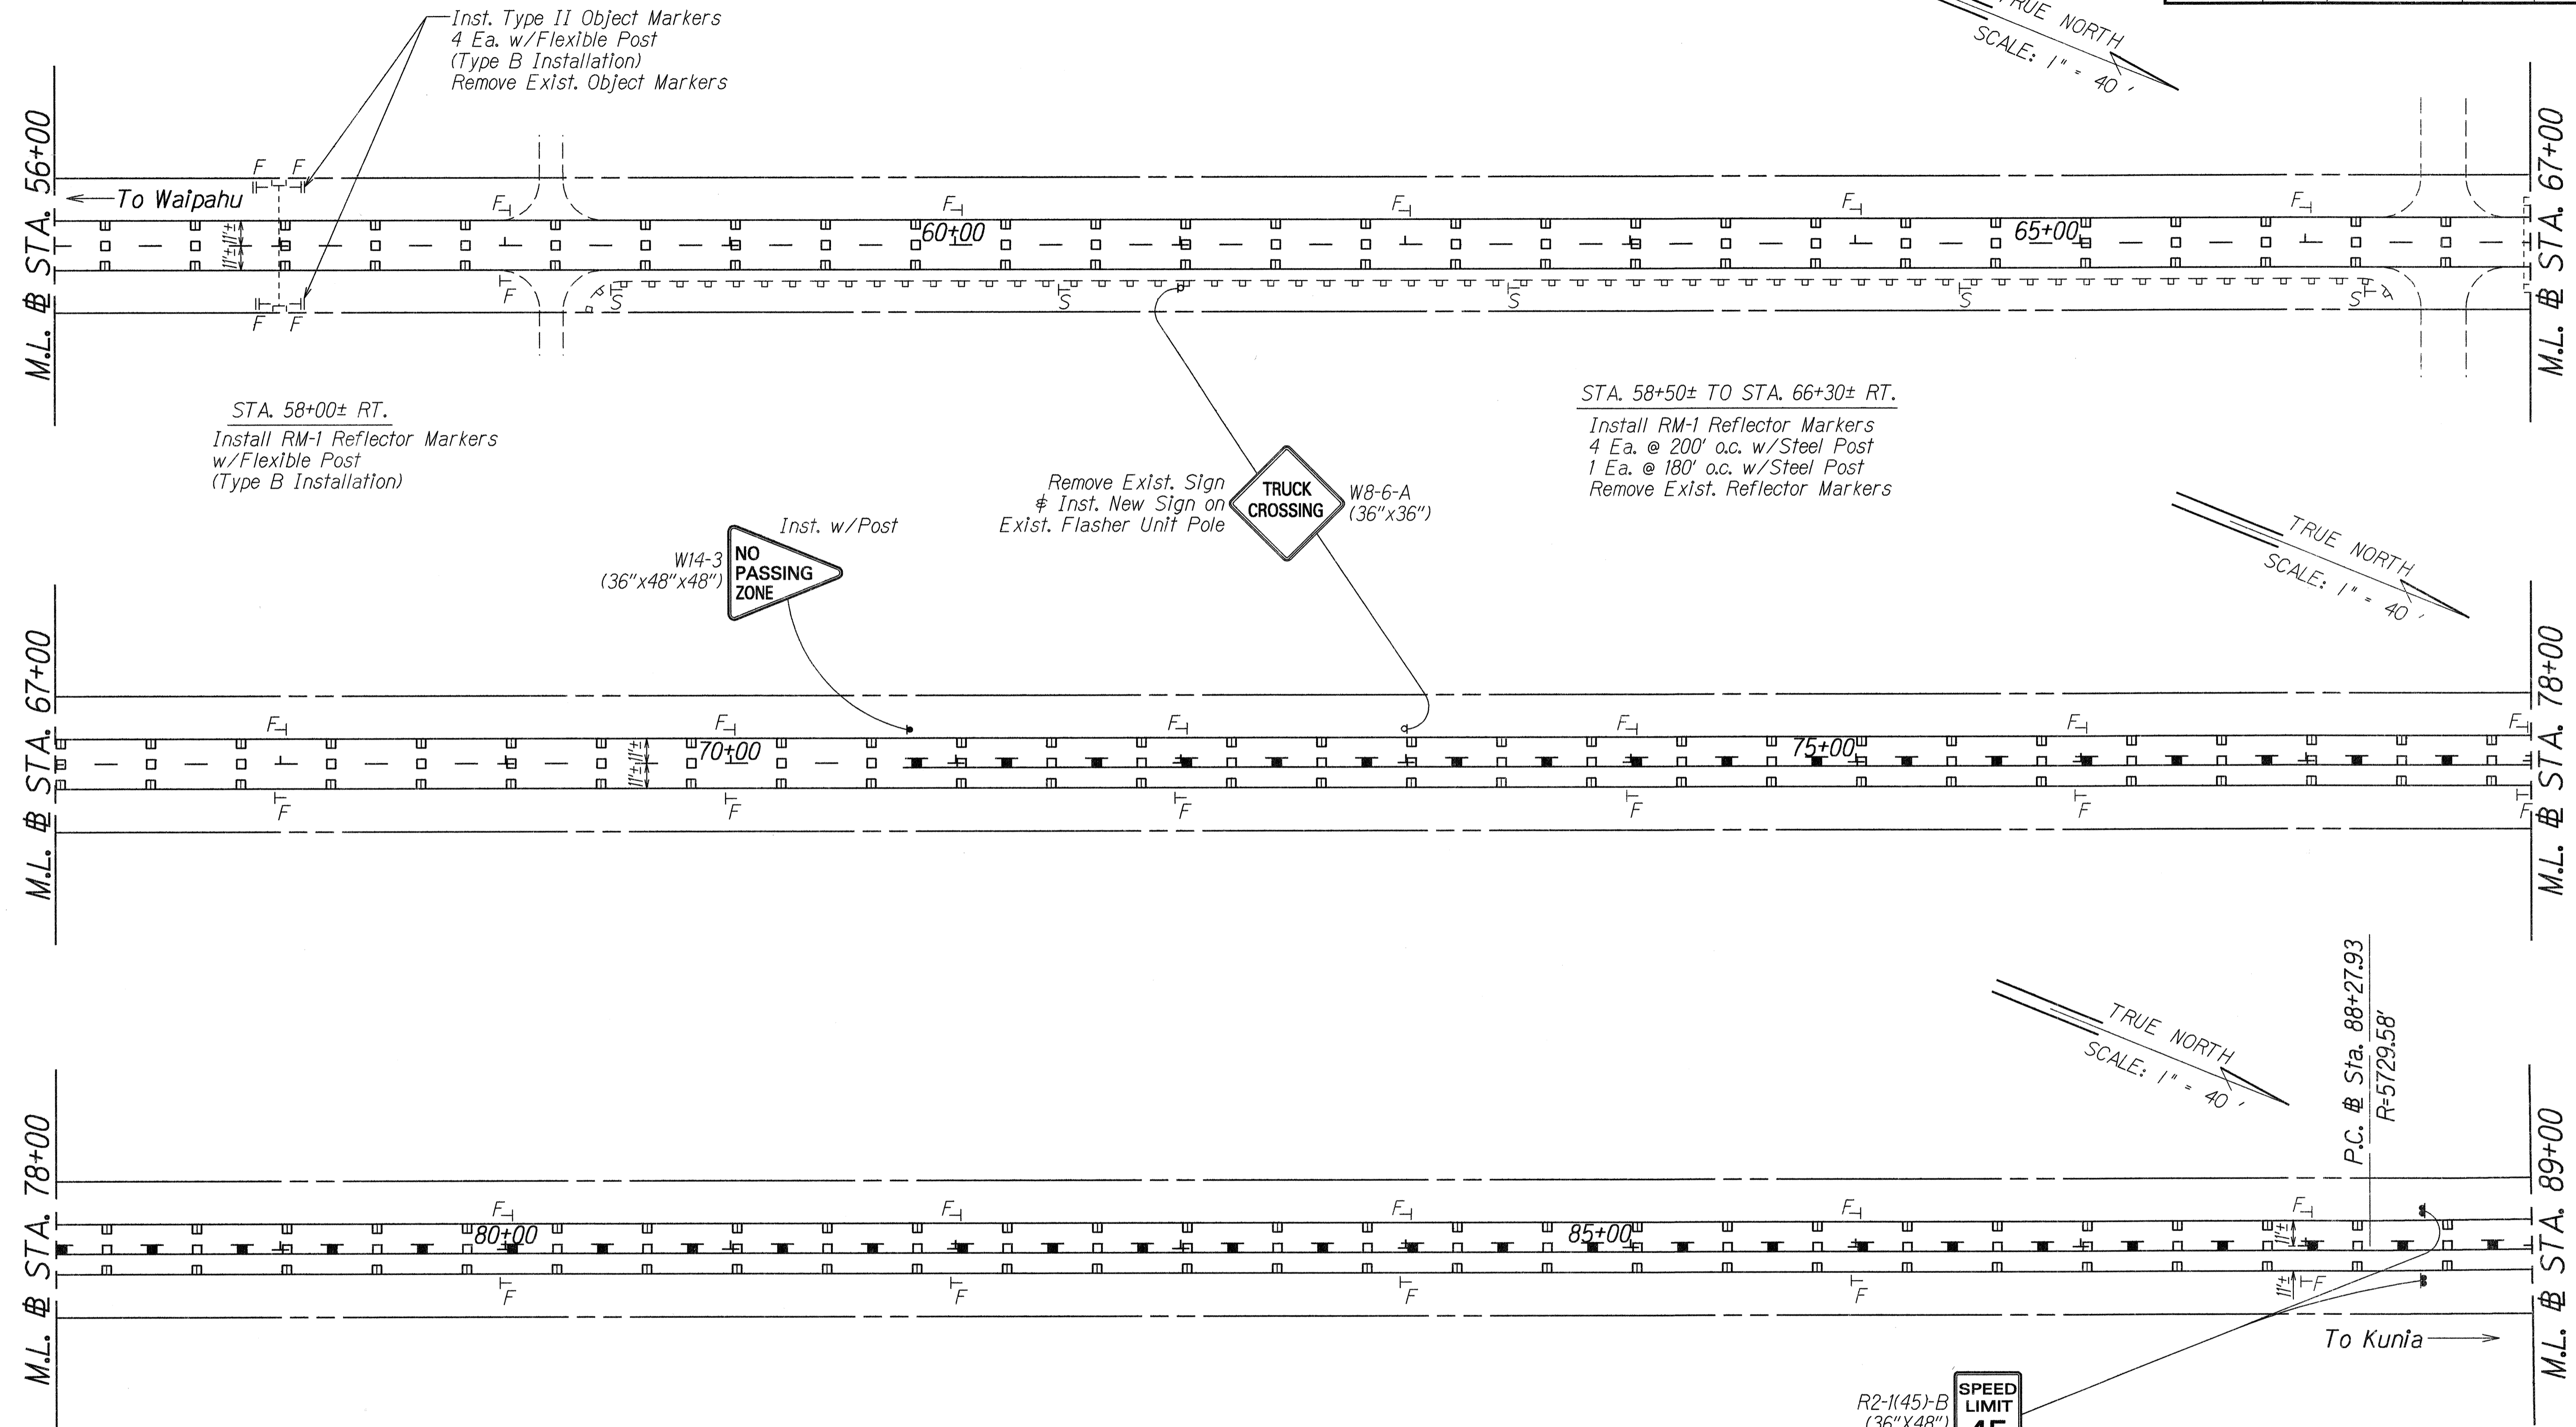 Inst. Type II Object Markers
4 Ea. w/Flexible Post
(Type B Installation)
Remove Exist. Object Markers
TRUE NORTH
SCALE: 1" = 40'
M.L. ℄ STA. 56+00
To Waipahu
F F
F F
11'± 11'±
F F F F F
60+00
65+00
F
S S S S S
M.L. ℄ STA. 67+00
STA. 58+00± RT.
Install RM-1 Reflector Markers
w/Flexible Post
(Type B Installation)
STA. 58+50± TO STA. 66+30± RT.
Install RM-1 Reflector Markers
4 Ea. @ 200' o.c. w/Steel Post
1 Ea. @ 180' o.c. w/Steel Post
Remove Exist. Reflector Markers
Remove Exist. Sign
& Inst. New Sign on
Exist. Flasher Unit Pole
TRUCK
CROSSING
W8-6-A
(36"x36")
Inst. w/Post
W14-3
(36"x48"x48")
NO
PASSING
ZONE
TRUE NORTH
SCALE: 1" = 40'
M.L. ℄ STA. 67+00
F F F F F F
11'± 11'±
70+00
75+00
F F F F F F
M.L. ℄ STA. 78+00
TRUE NORTH
SCALE: 1" = 40'
P.C. ℄ Sta. 88+27.93
R=5729.58'
M.L. ℄ STA. 78+00
F F F F F
80+00
85+00
11'±
11'±
F F F F F
M.L. ℄ STA. 89+00
To Kunia
R2-1(45)-B
(36"X48")
SPEED
LIMIT
45